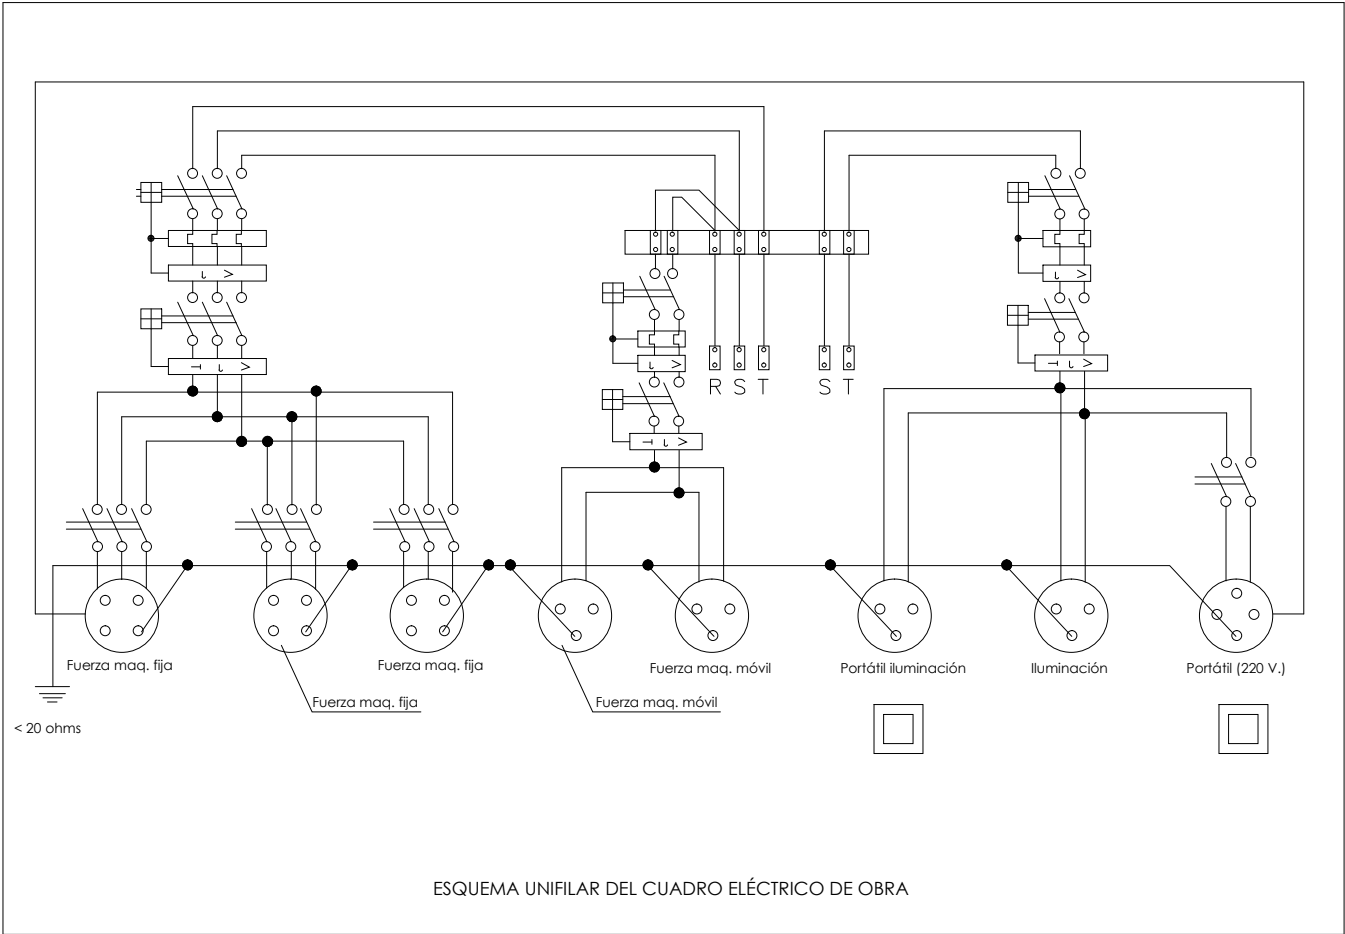 R S T S T
Fuerza maq. fija
Fuerza maq. fija
Fuerza maq. fija
Fuerza maq. móvil
Fuerza maq. móvil
Portátil iluminación
Iluminación
Portátil (220 V.)
< 20 ohms
ESQUEMA UNIFILAR DEL CUADRO ELÉCTRICO DE OBRA